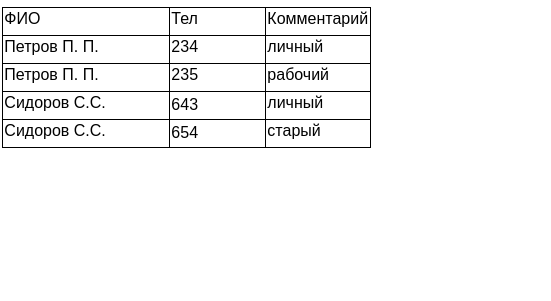 ФИО Тел Комментарий
Петров П. П. 234 личный
Петров П. П. 235 рабочий
Сидоров С.С. 643 личный
Сидоров С.С. 654 старый